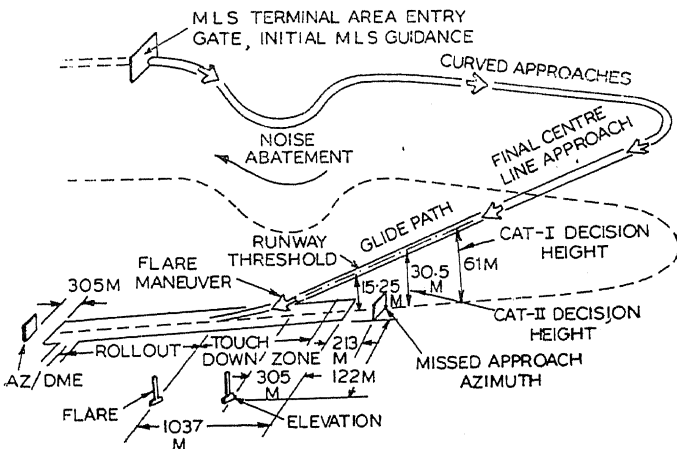 MLS TERMINAL AREA ENTRY
GATE, INITIAL MLS GUIDANCE
CURVED APPROACHES
NOISE
ABATEMENT
FINAL CENTRE
LINE APPROACH
GLIDE PATH
RUNWAY
THRESHOLD
FLARE
MANEUVER
CAT-I DECISION
HEIGHT
61M
30.5
M
15.25
M
CAT-II DECISION
HEIGHT
305M
MISSED APPROACH
AZIMUTH
ROLLOUT
TOUCH
DOWN/ZONE
213
M
122M
305
M
AZ/DME
FLARE
ELEVATION
1037
M